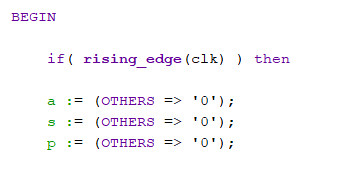 BEGIN
if( rising_edge(clk) ) then
a := (OTHERS => '0');
s := (OTHERS => '0');
p := (OTHERS => '0');